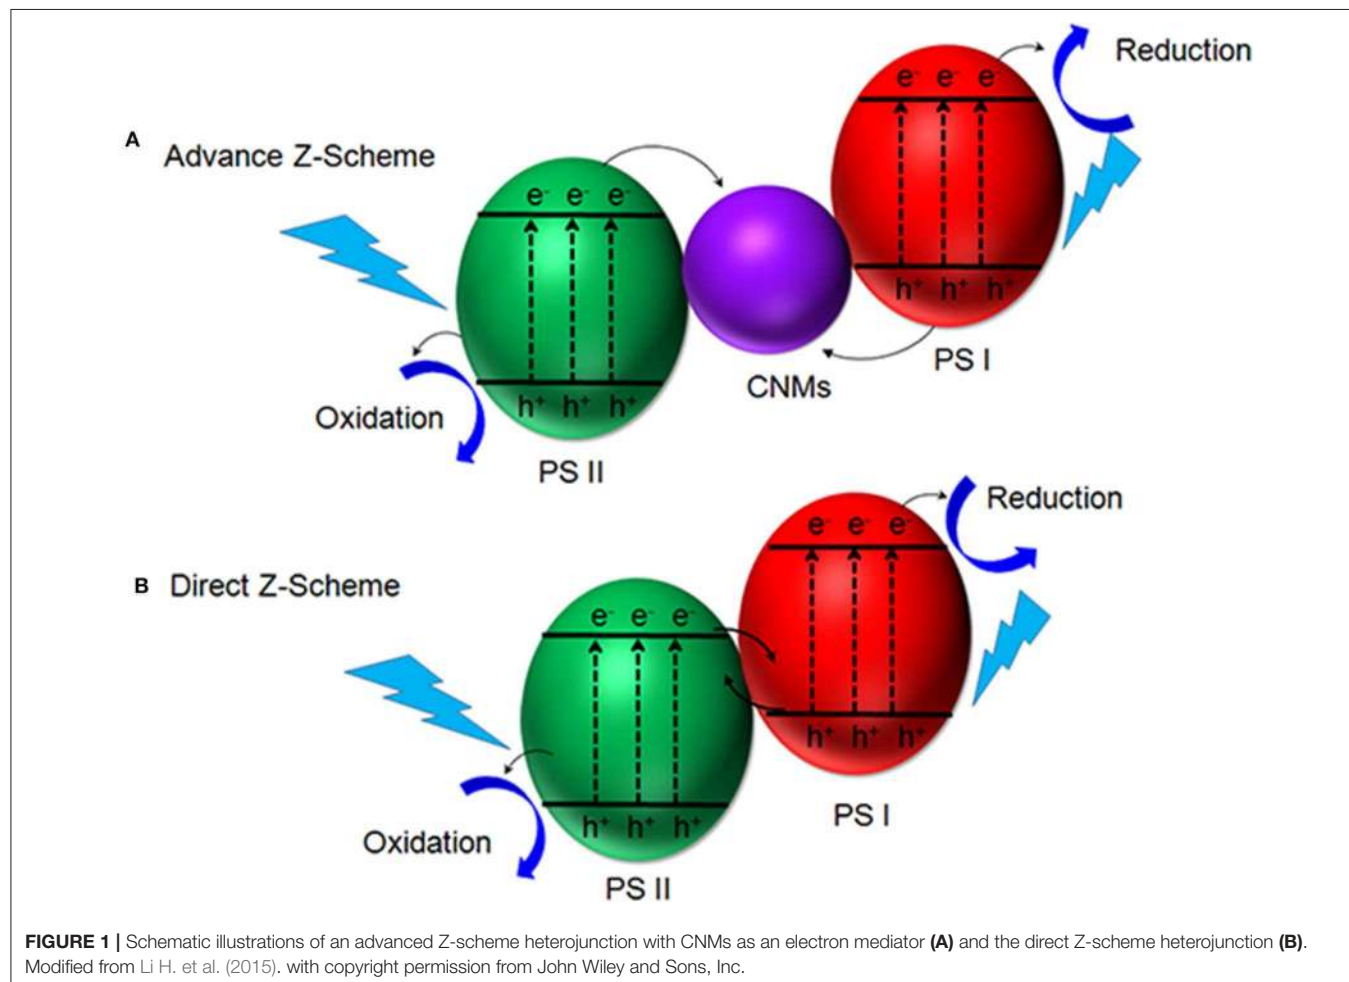 Reduction
e⁻ e⁻ e⁻
A
Advance Z-Scheme
e⁻ e⁻ e⁻
h⁺ h⁺ h⁺
PS I
CNMs
h⁺ h⁺ h⁺
Oxidation
PS II
Reduction
e⁻ e⁻ e⁻
B Direct Z-Scheme
e⁻ e⁻ e⁻
h⁺ h⁺ h⁺
PS I
h⁺ h⁺ h⁺
Oxidation
PS II
FIGURE 1 | Schematic illustrations of an advanced Z-scheme heterojunction with CNMs as an electron mediator (A) and the direct Z-scheme heterojunction (B).
Modified from Li H. et al. (2015). with copyright permission from John Wiley and Sons, Inc.